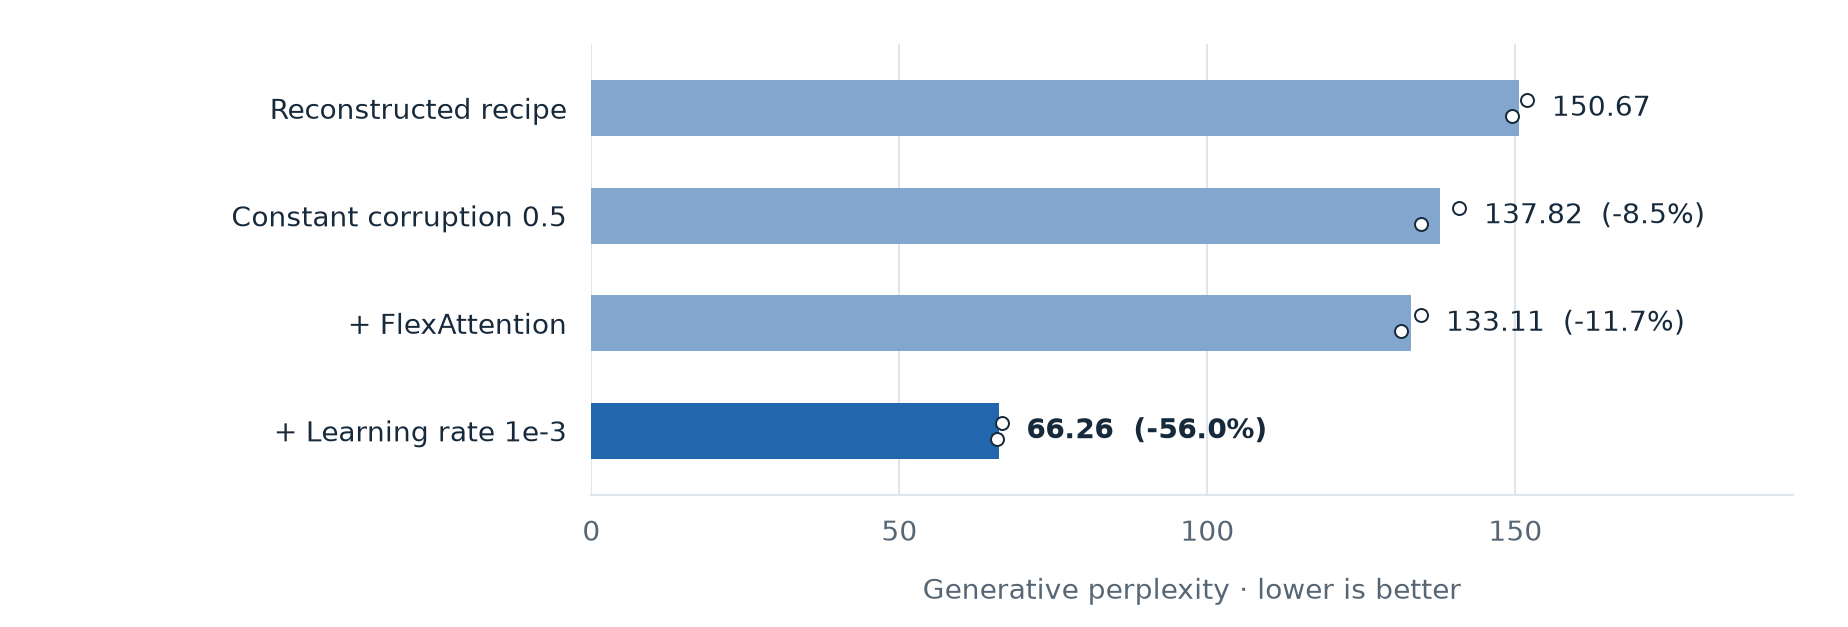 Reconstructed recipe 150.67
Constant corruption 0.5 137.82 (-8.5%)
+ FlexAttention 133.11 (-11.7%)
+ Learning rate 1e-3 66.26 (-56.0%)
0 50 100 150
Generative perplexity · lower is better